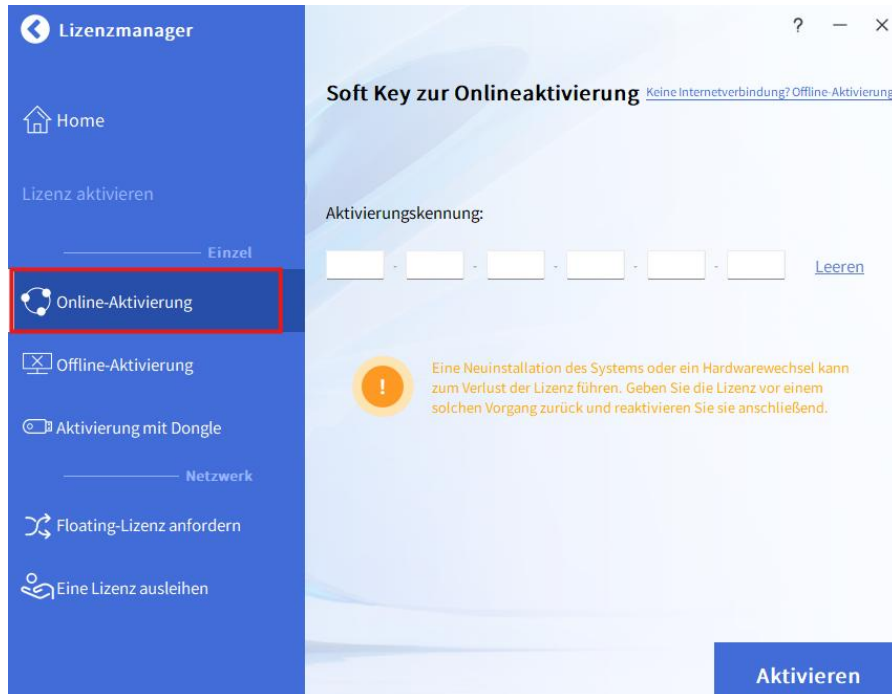 Lizenzmanager
Home
Lizenz aktivieren
Einzel
Online-Aktivierung
Offline-Aktivierung
Aktivierung mit Dongle
Netzwerk
Floating-Lizenz anfordern
Eine Lizenz ausleihen
?
Soft Key zur Onlineaktivierung Keine Internetverbindung? Offline-Aktivierung
Aktivierungskennung:
- - - - - Leeren
!
Eine Neuinstallation des Systems oder ein Hardwarewechsel kann
zum Verlust der Lizenz führen. Geben Sie die Lizenz vor einem
solchen Vorgang zurück und reaktivieren Sie sie anschließend.
Aktivieren